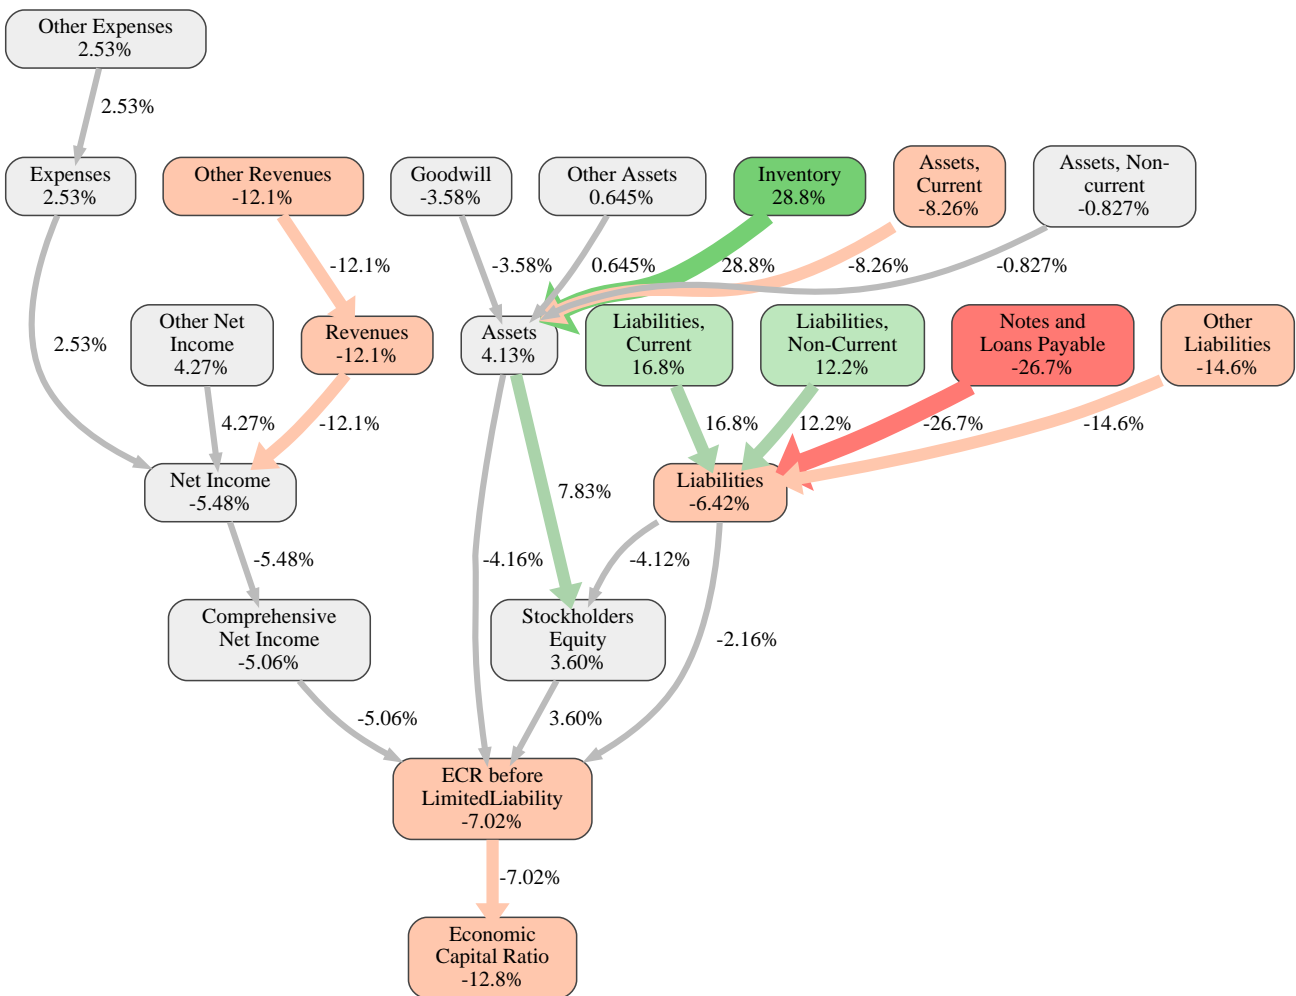 Other Expenses
2.53%
2.53%
Expenses
2.53%
Other Revenues
-12.1%
Goodwill
-3.58%
Other Assets
0.645%
Inventory
28.8%
Assets,
Current
-8.26%
Assets, Non-
current
-0.827%
-12.1%
-3.58%
0.645%
28.8%
-8.26%
-0.827%
2.53%
Other Net
Income
4.27%
Revenues
-12.1%
Assets
4.13%
Liabilities,
Current
16.8%
Liabilities,
Non-Current
12.2%
Notes and
Loans Payable
-26.7%
Other
Liabilities
-14.6%
4.27%
-12.1%
16.8%
12.2%
-26.7%
-14.6%
Net Income
-5.48%
7.83%
Liabilities
-6.42%
-5.48%
-4.16%
-4.12%
Comprehensive
Net Income
-5.06%
Stockholders
Equity
3.60%
-2.16%
-5.06%
3.60%
ECR before
LimitedLiability
-7.02%
-7.02%
Economic
Capital Ratio
-12.8%